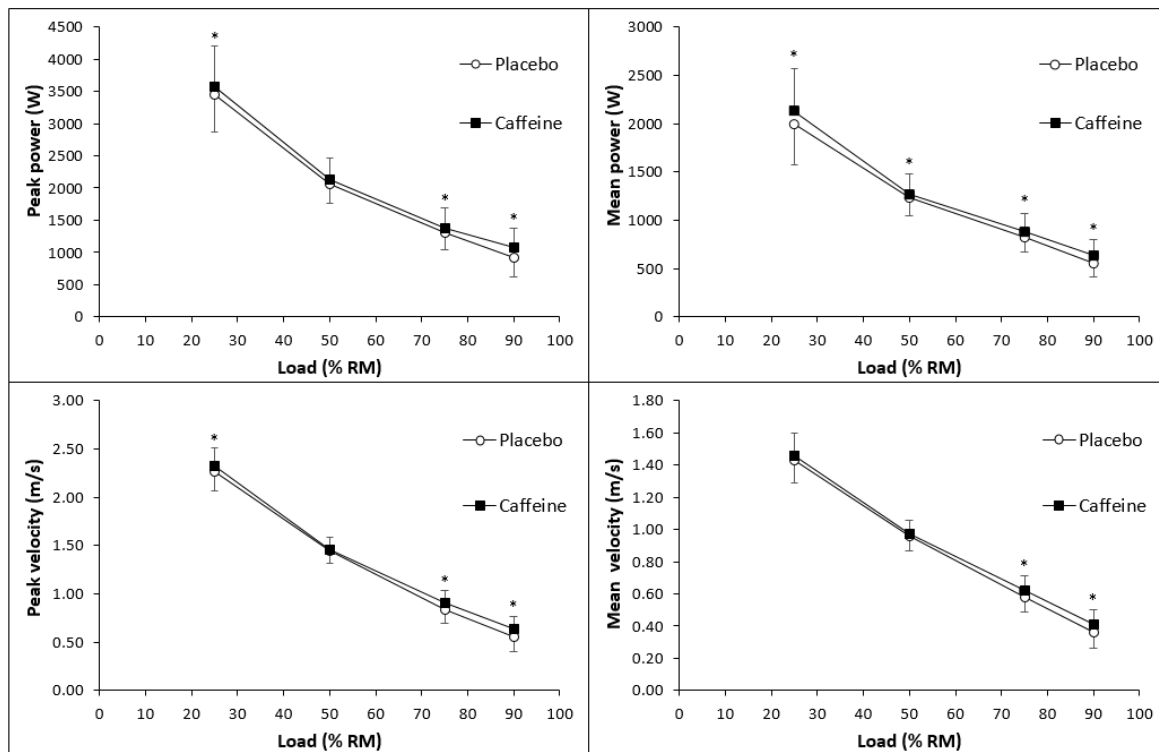 4500
4000
3500
3000
2500
2000
1500
1000
500
0
Peak power (W)
*
*
*
Placebo
Caffeine
0 10 20 30 40 50 60 70 80 90 100
Load (% RM)
3000
2500
2000
1500
1000
500
0
Mean power (W)
*
*
*
*
Placebo
Caffeine
0 10 20 30 40 50 60 70 80 90 100
Load (% RM)
3.00
2.50
2.00
1.50
1.00
0.50
0.00
Peak velocity (m/s)
*
*
*
Placebo
Caffeine
0 10 20 30 40 50 60 70 80 90 100
Load (% RM)
1.80
1.60
1.40
1.20
1.00
0.80
0.60
0.40
0.20
0.00
Mean velocity (m/s)
*
*
Placebo
Caffeine
0 10 20 30 40 50 60 70 80 90 100
Load (% RM)